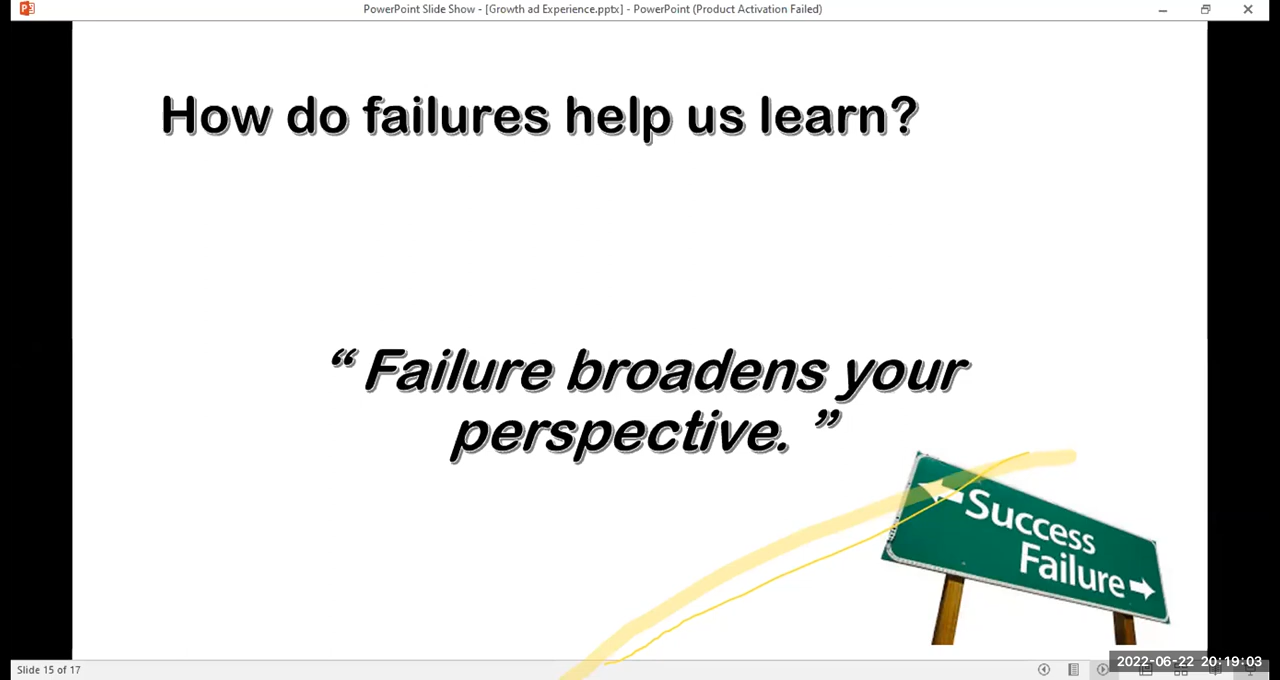 PowerPoint Slide Show - [Growth ad Experience.pptx] - PowerPoint (Product Activation Failed)
How do failures help us learn?
“ Failure broadens your
perspective. ”
Success
Failure
2022-06-22 20:19:03
Slide 15 of 17